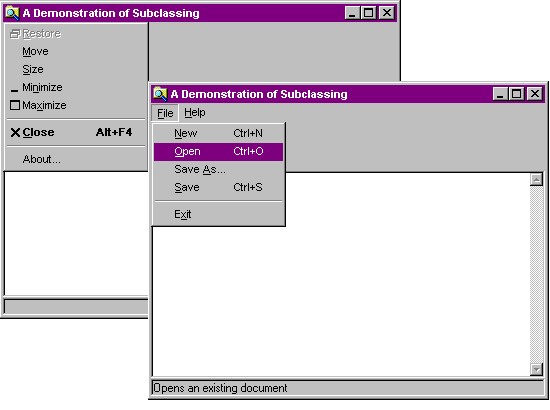 A Demonstration of Subclassing
Restore
Move
Size
Minimize
Maximize
Close Alt+F4
About...
A Demonstration of Subclassing
File Help
New Ctrl+N
Open Ctrl+O
Save As...
Save Ctrl+S
Exit
Opens an existing document